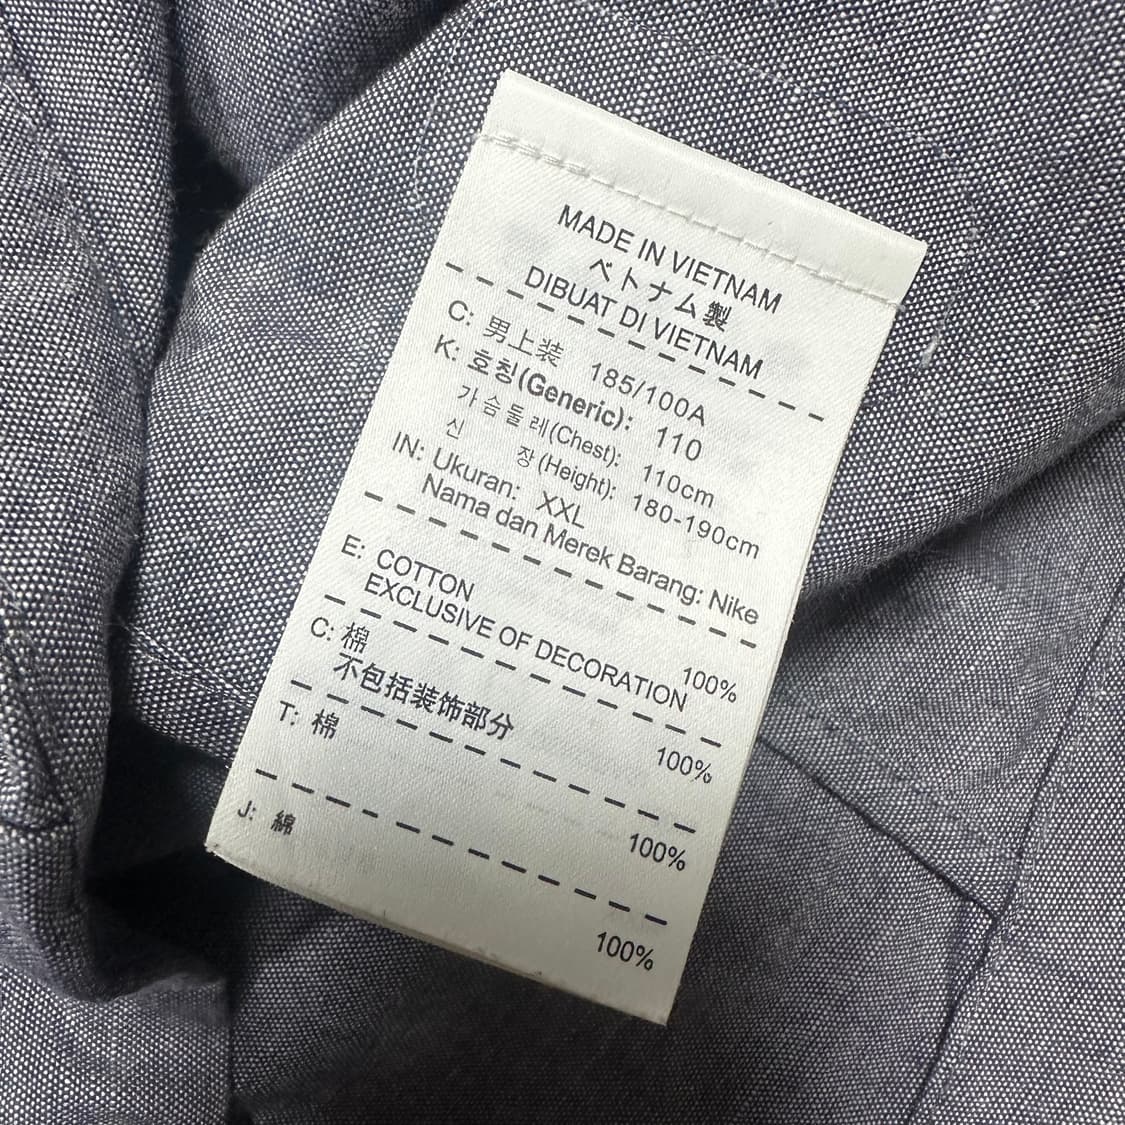 MADE IN VIETNAM
ベトナム製
DIBUAT DI VIETNAM
C: 男上装 185/100A
K: 호칭(Generic): 110
가슴둘레(Chest): 110cm
신 장(Height): 180-190cm
IN: Ukuran: XXL
Nama dan Merek Barang: Nike
E: COTTON 100%
EXCLUSIVE OF DECORATION
C: 棉 100%
不包括装饰部分
T: 棉 100%
J: 綿 100%